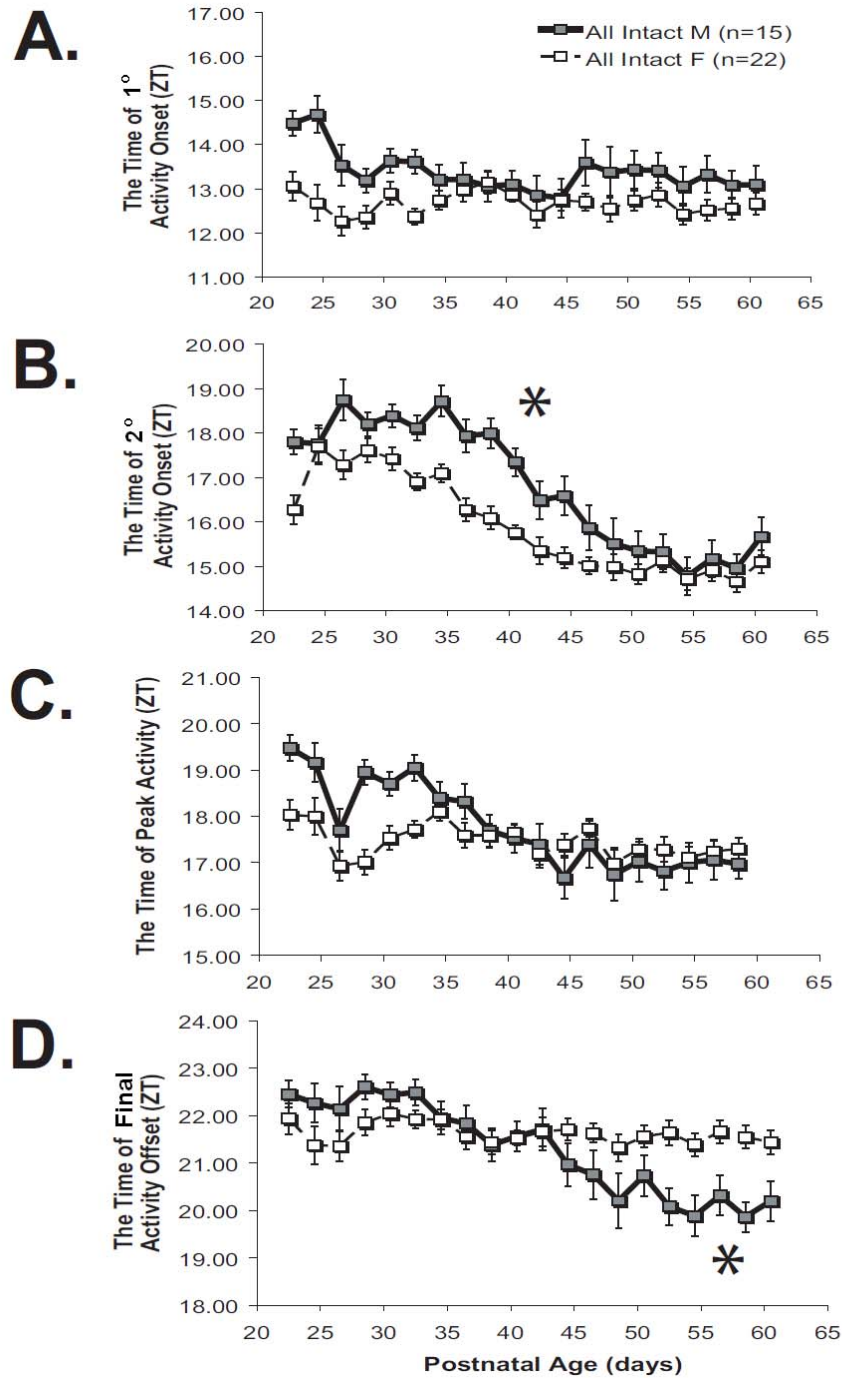 A.
17.00
16.00
15.00
14.00
13.00
12.00
11.00
The Time of 1°
Activity Onset (ZT)
All Intact M (n=15)
All Intact F (n=22)
20 25 30 35 40 45 50 55 60 65
B.
20.00
19.00
18.00
17.00
16.00
15.00
14.00
The Time of 2°
Activity Onset (ZT)
*
20 25 30 35 40 45 50 55 60 65
C.
21.00
20.00
19.00
18.00
17.00
16.00
15.00
The Time of Peak Activity (ZT)
20 25 30 35 40 45 50 55 60 65
D.
24.00
23.00
22.00
21.00
20.00
19.00
18.00
The Time of Final
Activity Offset (ZT)
*
20 25 30 35 40 45 50 55 60 65
Postnatal Age (days)